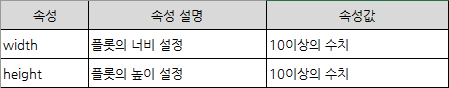 속성 속성 설명 속성값
width 플롯의 너비 설정 10이상의 수치
height 플롯의 높이 설정 10이상의 수치